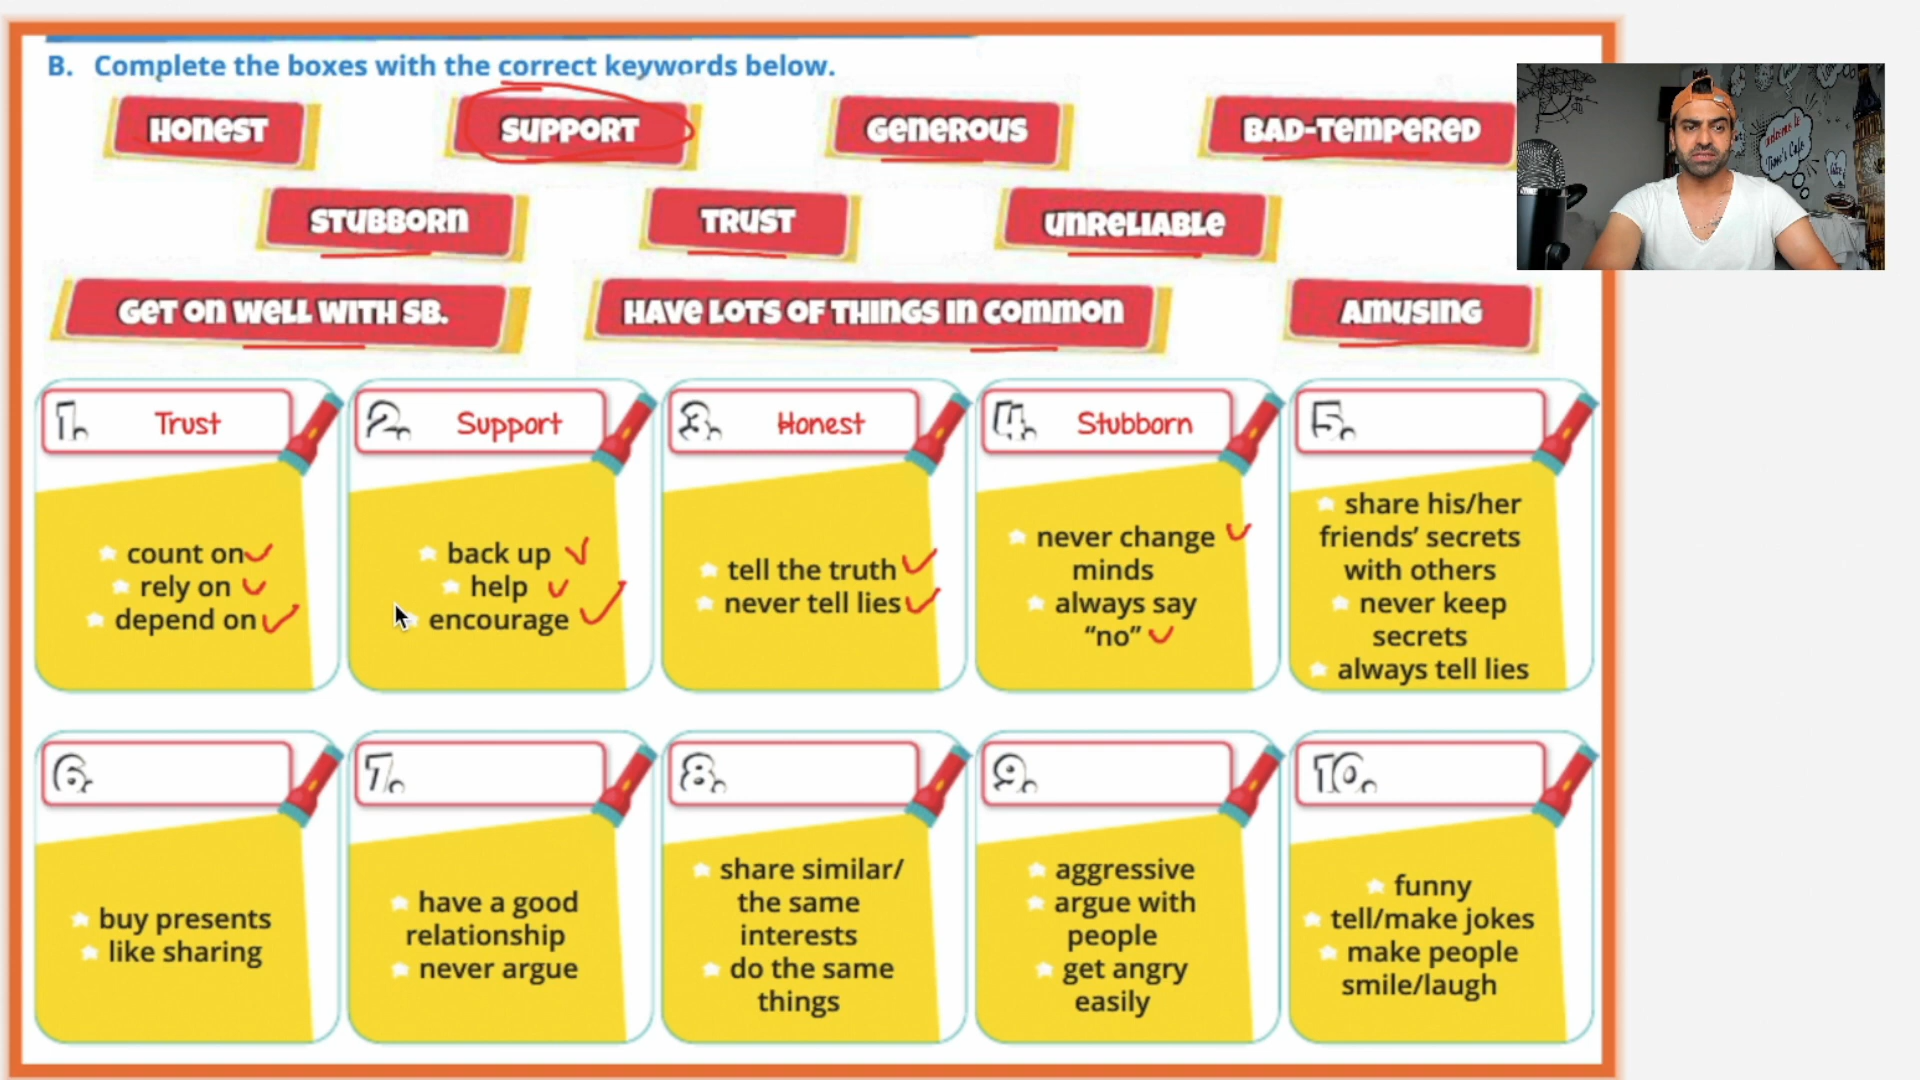 B. Complete the boxes with the correct keywords below.
HONEST
SUPPORT
GENEROUS
BAD-TEMPERED
STUBBORN
TRUST
UNRELIABLE
GET ON WELL WITH SB.
HAVE LOTS OF THINGS IN COMMON
AMUSING
1. Trust
count on
rely on
depend on
2. Support
back up
help
encourage
3. Honest
tell the truth
never tell lies
4. Stubborn
never change
minds
always say
“no”
5.
share his/her
friends’ secrets
with others
never keep
secrets
always tell lies
6.
buy presents
like sharing
7.
have a good
relationship
never argue
8.
share similar/
the same
interests
do the same
things
9.
aggressive
argue with
people
get angry
easily
10.
funny
tell/make jokes
make people
smile/laugh
welcome to
Time's Cafe